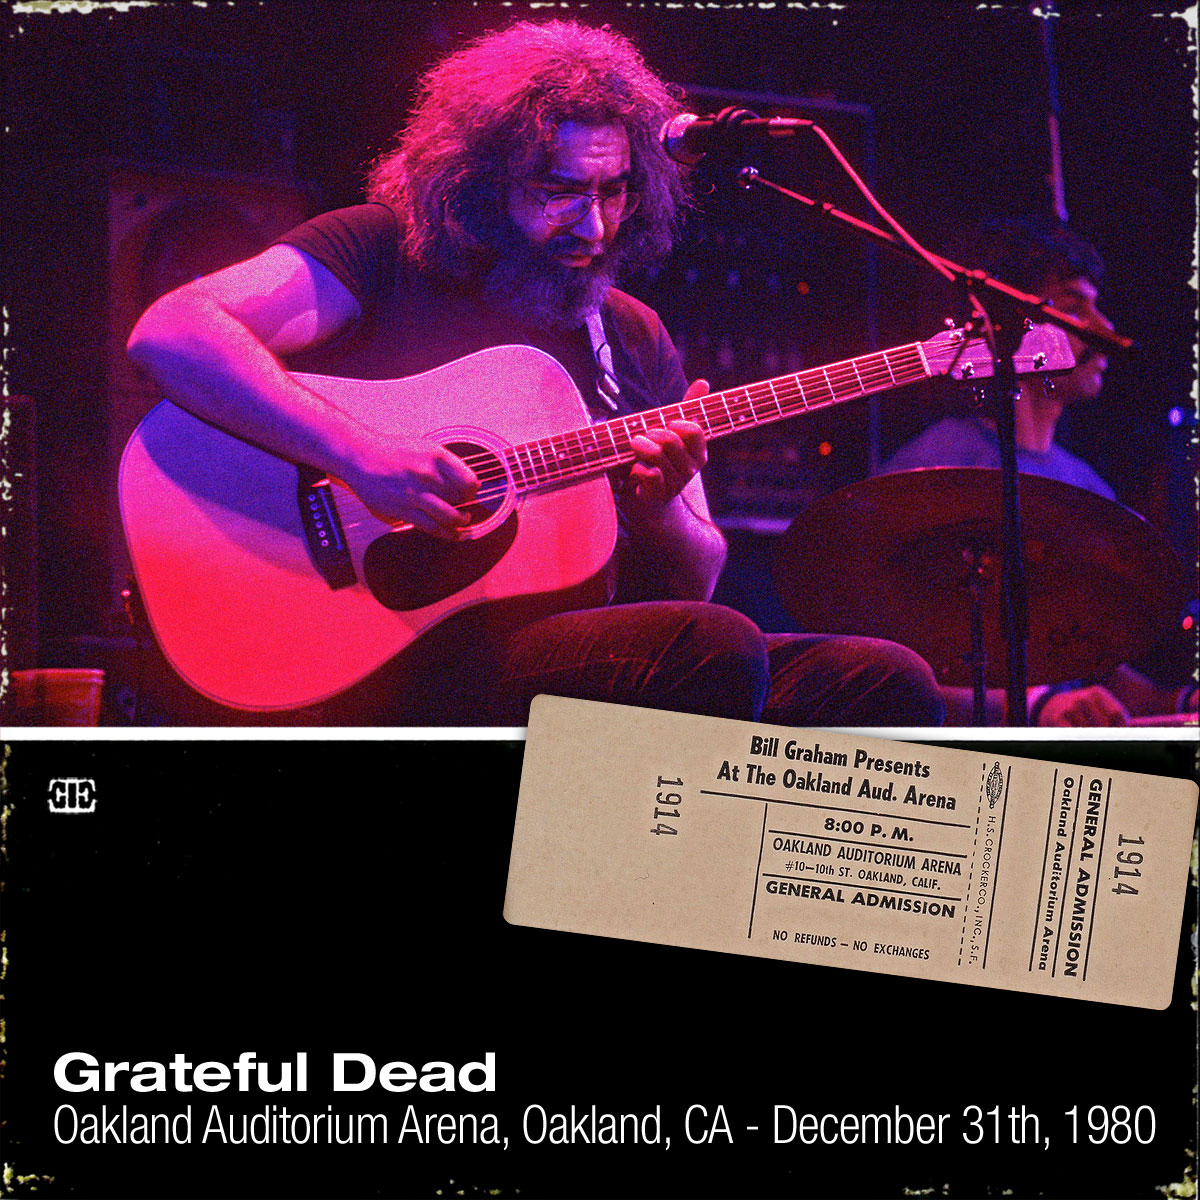 Bill Graham Presents
At The Oakland Aud. Arena
8:00 P. M.
OAKLAND AUDITORIUM ARENA
#10—10th ST. OAKLAND, CALIF.
GENERAL ADMISSION
NO REFUNDS — NO EXCHANGES
1914
H.S. CROCKER CO., INC., S.F.
Oakland Auditorium Arena
GENERAL ADMISSION
1914
Grateful Dead
Oakland Auditorium Arena, Oakland, CA - December 31th, 1980